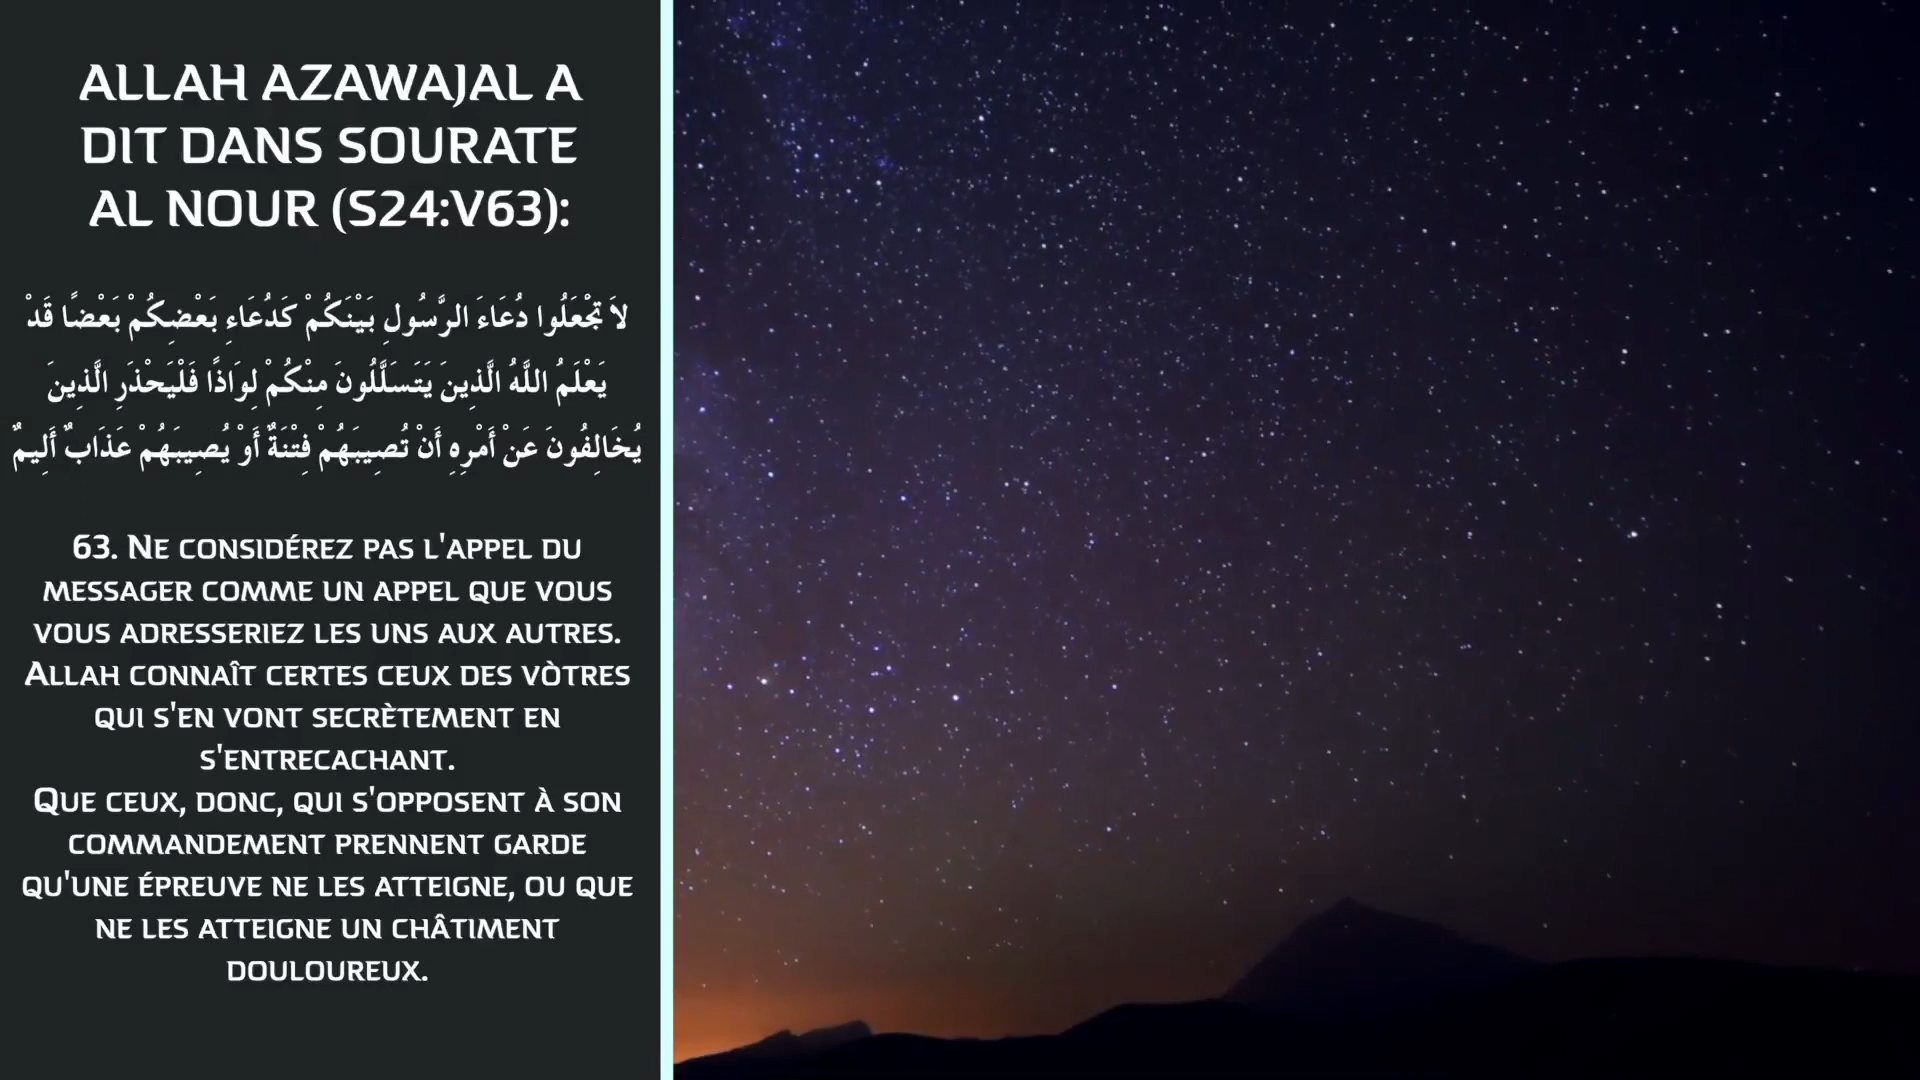 ALLAH AZAWAJAL A
DIT DANS SOURATE
AL NOUR (S24:V63):
لاَ تَجْعَلُوا دُعَاءَ الرَّسُولِ بَيْنَكُمْ كَدُعَاءِ بَعْضِكُمْ بَعْضًا قَدْ
يَعْلَمُ اللَّهُ الَّذِينَ يَتَسَلَّلُونَ مِنْكُمْ لِوَاذًا فَلْيَحْذَرِ الَّذِينَ
يُخَالِفُونَ عَنْ أَمْرِهِ أَنْ تُصِيبَهُمْ فِتْنَةٌ أَوْ يُصِيبَهُمْ عَذَابٌ أَلِيمٌ
63. Ne considérez pas l'appel du
messager comme un appel que vous
vous adresseriez les uns aux autres.
Allah connaît certes ceux des vòtres
qui s'en vont secrètement en
s'entrecachant.
Que ceux, donc, qui s'opposent à son
commandement prennent garde
qu'une épreuve ne les atteigne, ou que
ne les atteigne un châtiment
douloureux.